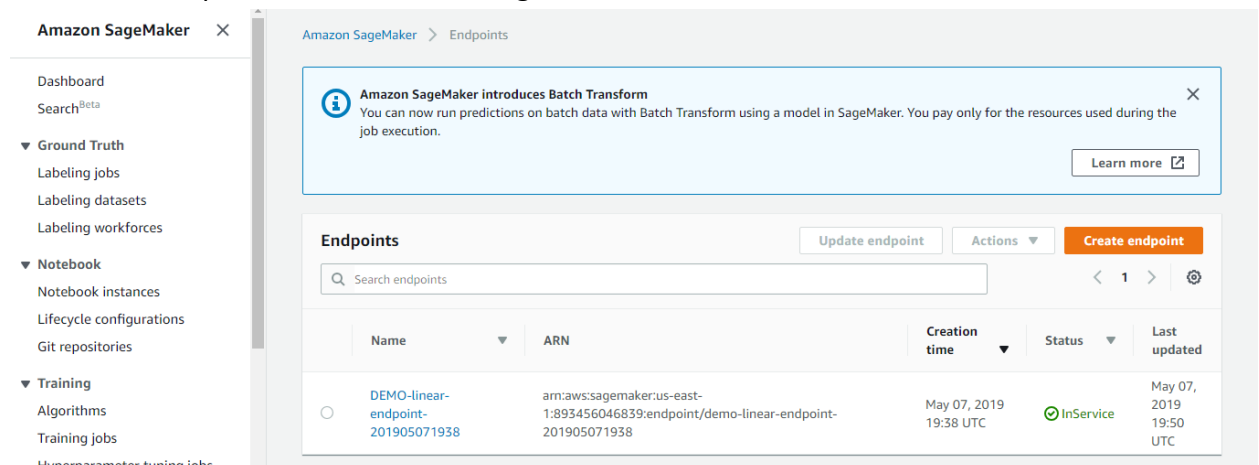 Amazon SageMaker
Dashboard
Search Beta
Ground Truth
Labeling jobs
Labeling datasets
Labeling workforces
Notebook
Notebook instances
Lifecycle configurations
Git repositories
Training
Algorithms
Training jobs
Hyperparameter tuning jobs
Amazon SageMaker > Endpoints
Amazon SageMaker introduces Batch Transform
You can now run predictions on batch data with Batch Transform using a model in SageMaker. You pay only for the resources used during the
job execution.
Learn more
Endpoints
Update endpoint
Actions
Create endpoint
Search endpoints
1
Name
ARN
Creation
time
Status
Last
updated
DEMO-linear-
endpoint-
201905071938
arn:aws:sagemaker:us-east-
1:893456046839:endpoint/demo-linear-endpoint-
201905071938
May 07, 2019
19:38 UTC
InService
May 07,
2019
19:50
UTC